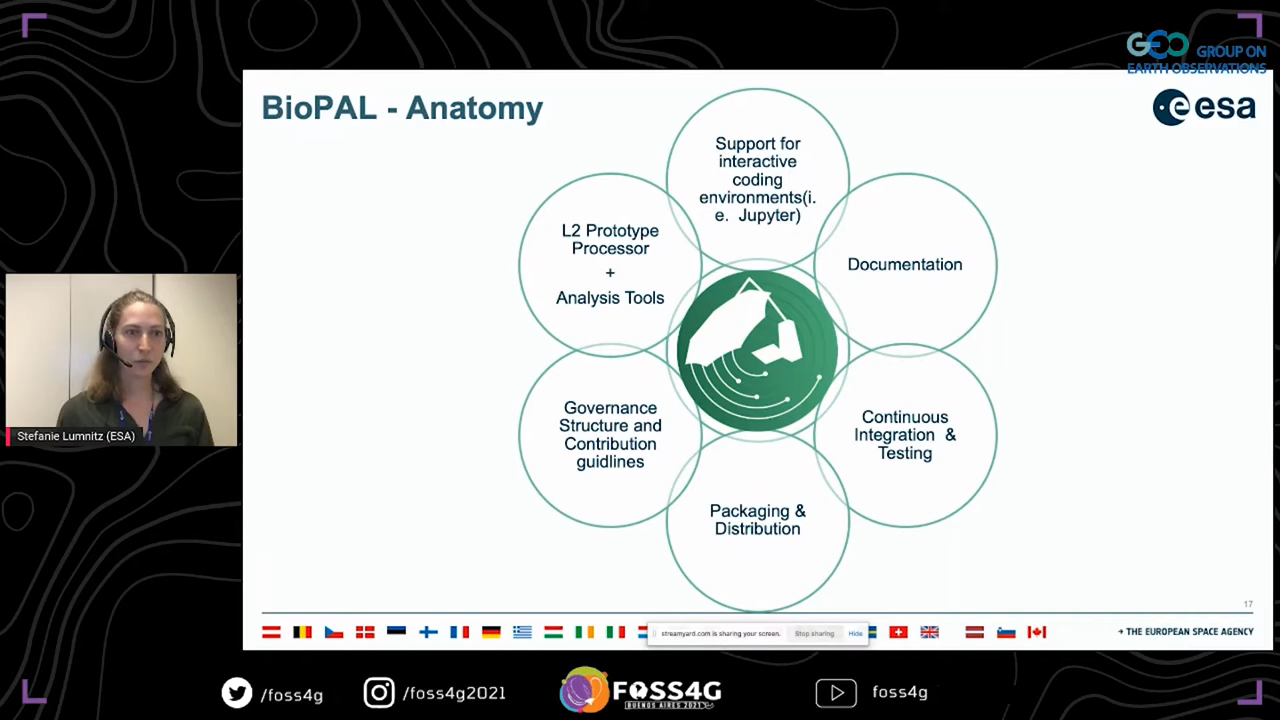 GEO GROUP ON
EARTH OBSERVATIONS
BioPAL - Anatomy
esa
Support for
interactive
coding
environments(i.
e. Jupyter)
L2 Prototype
Processor
+
Analysis Tools
Documentation
Governance
Structure and
Contribution
guidlines
Continuous
Integration &
Testing
Packaging &
Distribution
Stefanie Lumnitz (ESA)
17
streamyard.com is sharing your screen.
Stop sharing
Hide
→ THE EUROPEAN SPACE AGENCY
/foss4g
/foss4g2021
FOSS4G
BUENOS AIRES 2021
foss4g